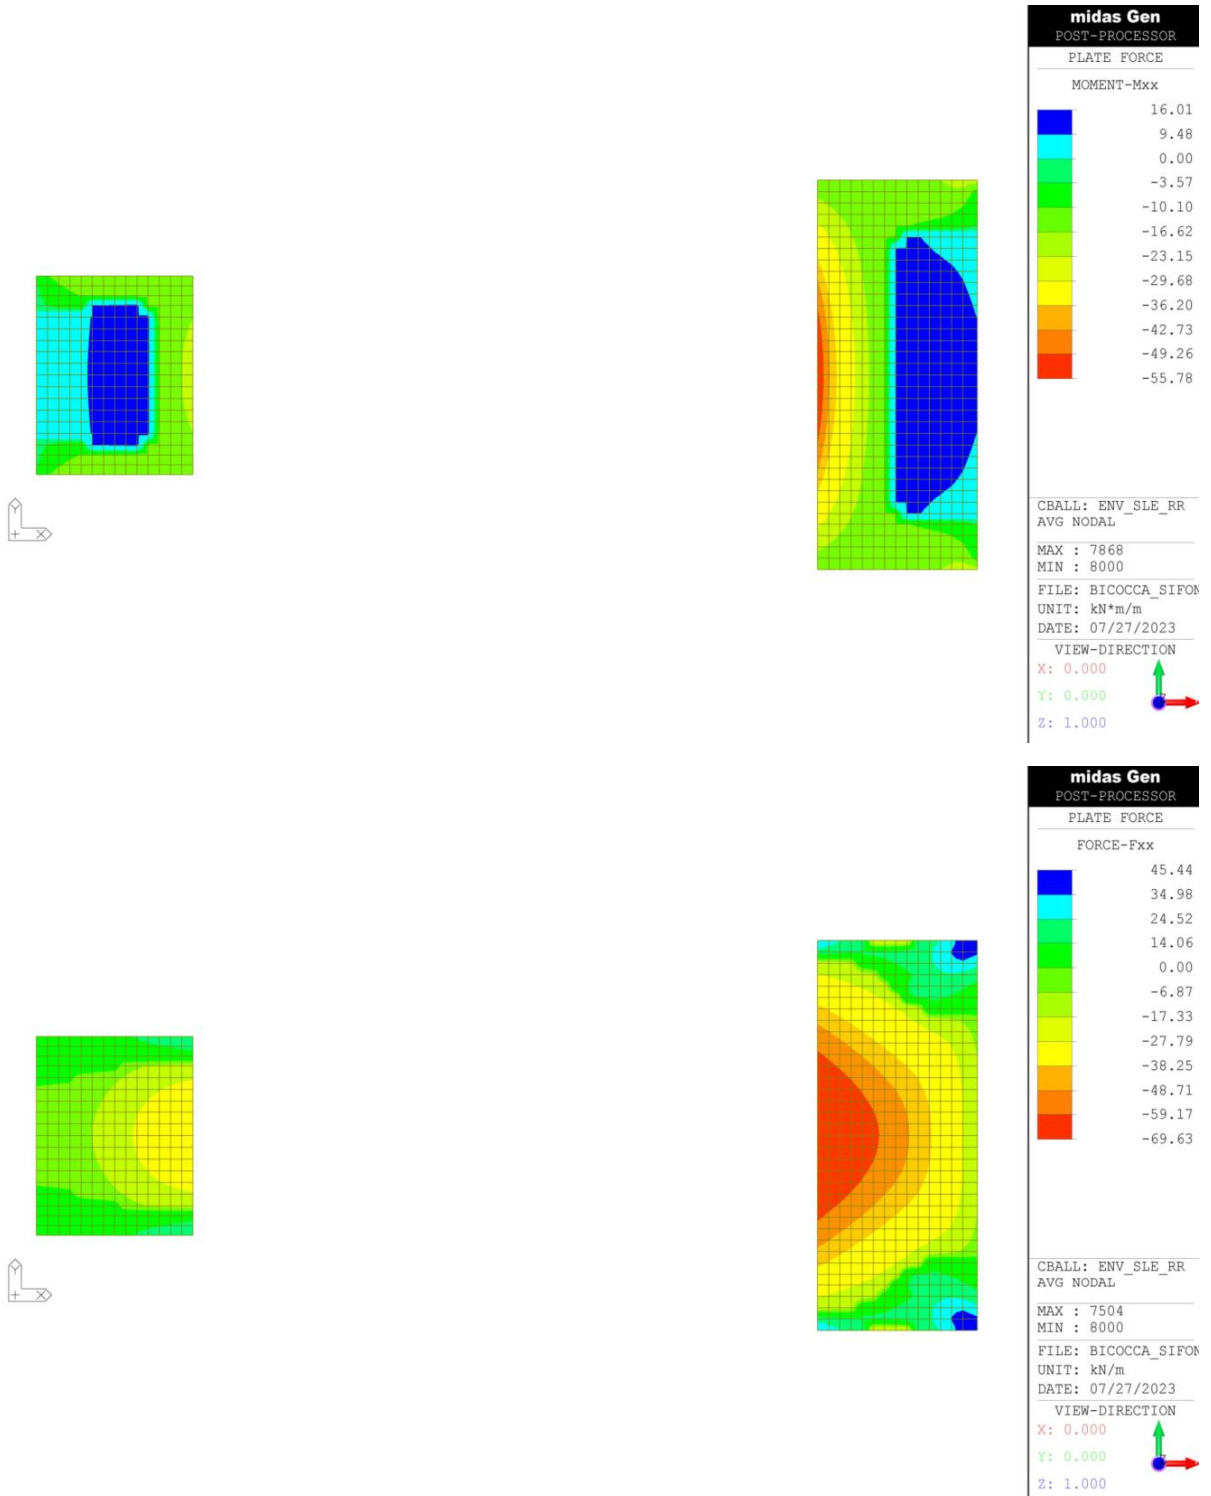 midas Gen
POST-PROCESSOR
PLATE FORCE
MOMENT-Mxx
16.01
9.48
0.00
-3.57
-10.10
-16.62
-23.15
-29.68
-36.20
-42.73
-49.26
-55.78
CBALL: ENV_SLE_RR
AVG NODAL
MAX : 7868
MIN : 8000
FILE: BICOCCA_SIFON
UNIT: kN*m/m
DATE: 07/27/2023
VIEW-DIRECTION
X: 0.000
Y: 0.000
Z: 1.000
Y
X
midas Gen
POST-PROCESSOR
PLATE FORCE
FORCE-Fxx
45.44
34.98
24.52
14.06
0.00
-6.87
-17.33
-27.79
-38.25
-48.71
-59.17
-69.63
CBALL: ENV_SLE_RR
AVG NODAL
MAX : 7504
MIN : 8000
FILE: BICOCCA_SIFON
UNIT: kN/m
DATE: 07/27/2023
VIEW-DIRECTION
X: 0.000
Y: 0.000
Z: 1.000
Y
X